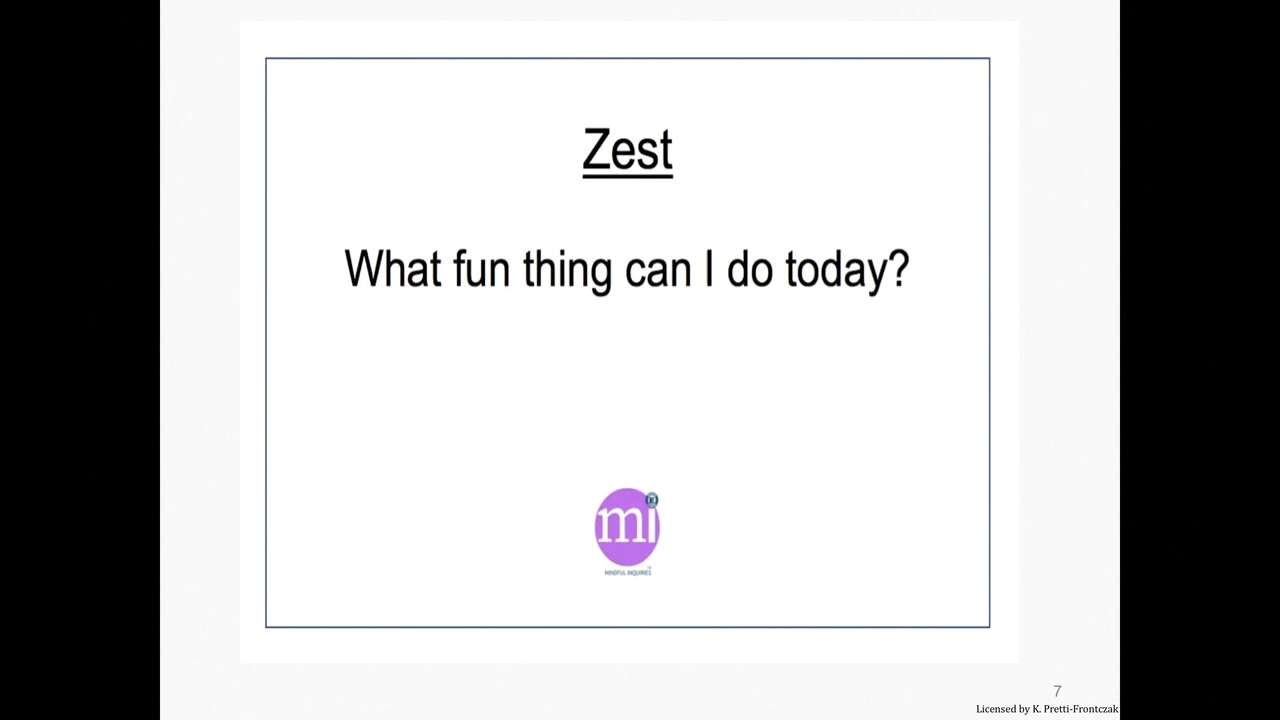 Zest
What fun thing can I do today?
mi
MINDFUL INQUIRIES
7
Licensed by K. Pretti-Frontczak